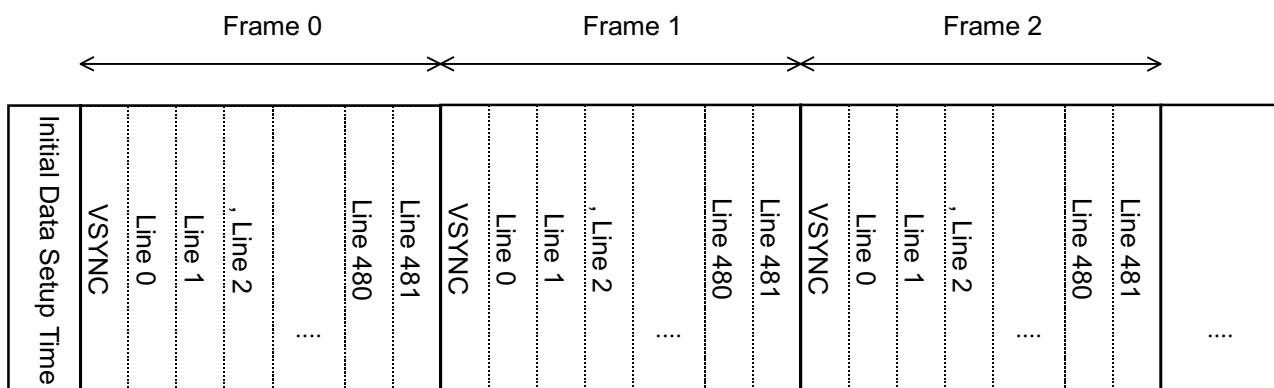 Frame 0
Frame 1
Frame 2
Initial Data Setup Time
VSYNC
Line 0
Line 1
, Line 2
....
Line 480
Line 481
VSYNC
Line 0
Line 1
, Line 2
....
Line 480
Line 481
VSYNC
Line 0
Line 1
, Line 2
....
Line 480
Line 481
....